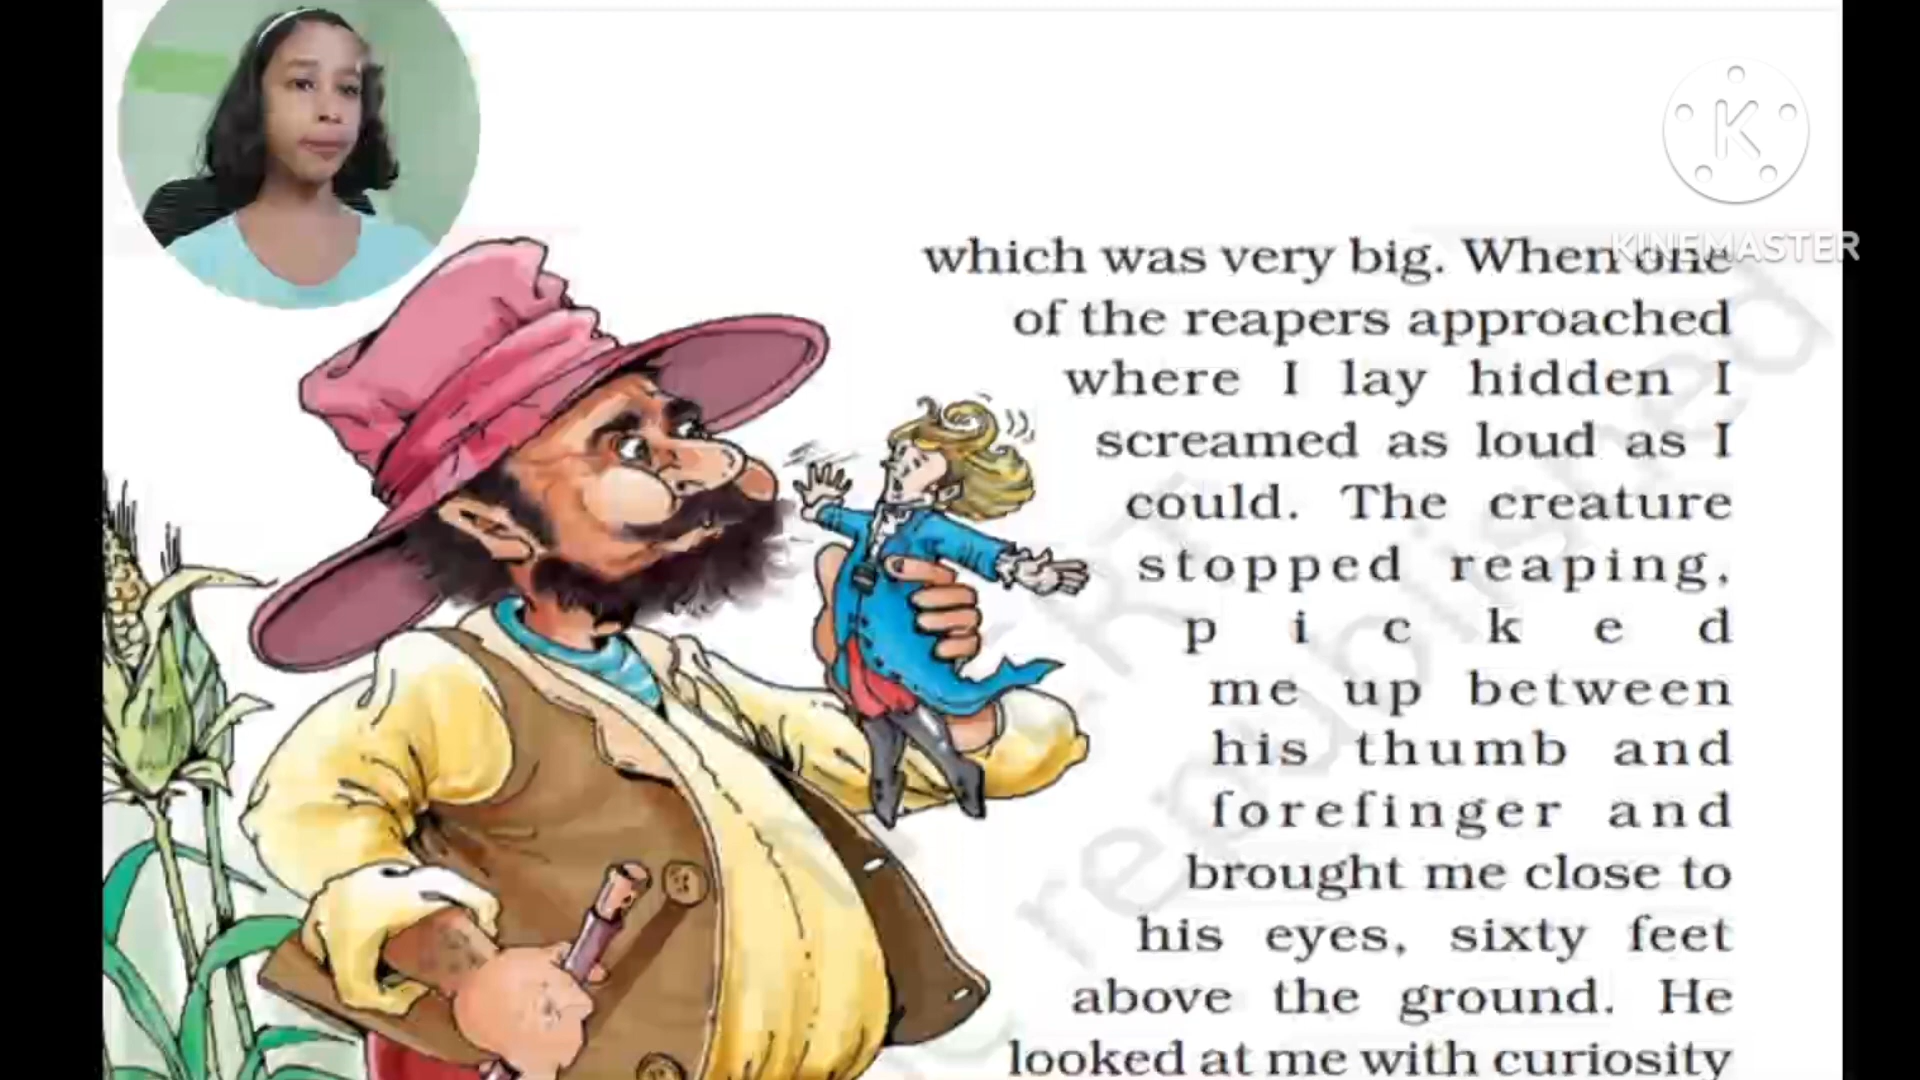 KINEMASTER
which was very big. When one
of the reapers approached
where I lay hidden I
screamed as loud as I
could. The creature
stopped reaping,
picked
me up between
his thumb and
forefinger and
brought me close to
his eyes, sixty feet
above the ground. He
looked at me with curiosity
republished